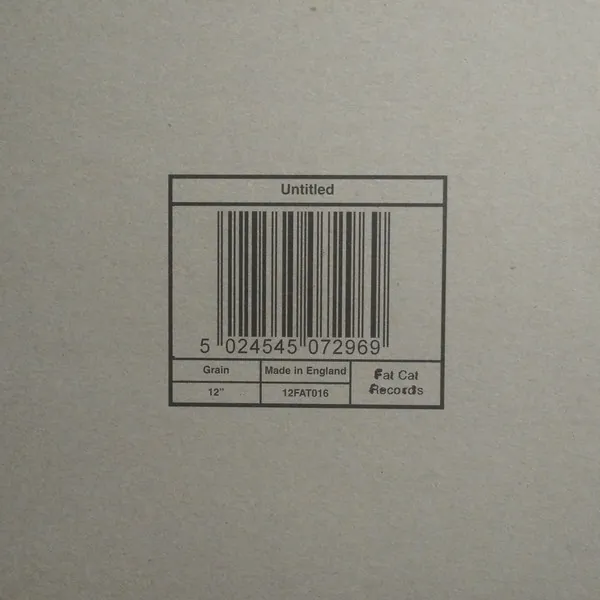 Untitled
5 024545 072969
Grain
Made in England
Fat Cat
Records
12"
12FAT016